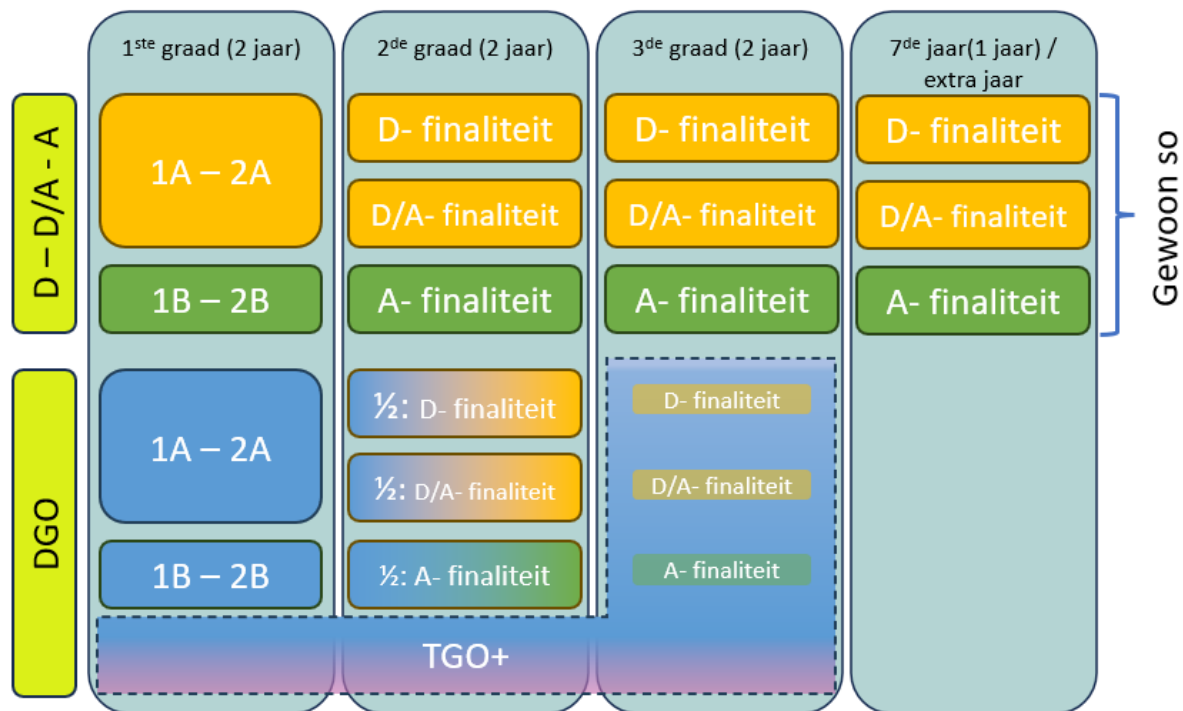 1ste graad (2 jaar)
2de graad (2 jaar)
3de graad (2 jaar)
7de jaar(1 jaar) /
extra jaar
D – D/A - A
1A – 2A
D- finaliteit
D- finaliteit
D- finaliteit
D/A- finaliteit
D/A- finaliteit
D/A- finaliteit
1B – 2B
A- finaliteit
A- finaliteit
A- finaliteit
Gewoon so
DGO
1A – 2A
½: D- finaliteit
D- finaliteit
½: D/A- finaliteit
D/A- finaliteit
1B – 2B
½: A- finaliteit
A- finaliteit
TGO+